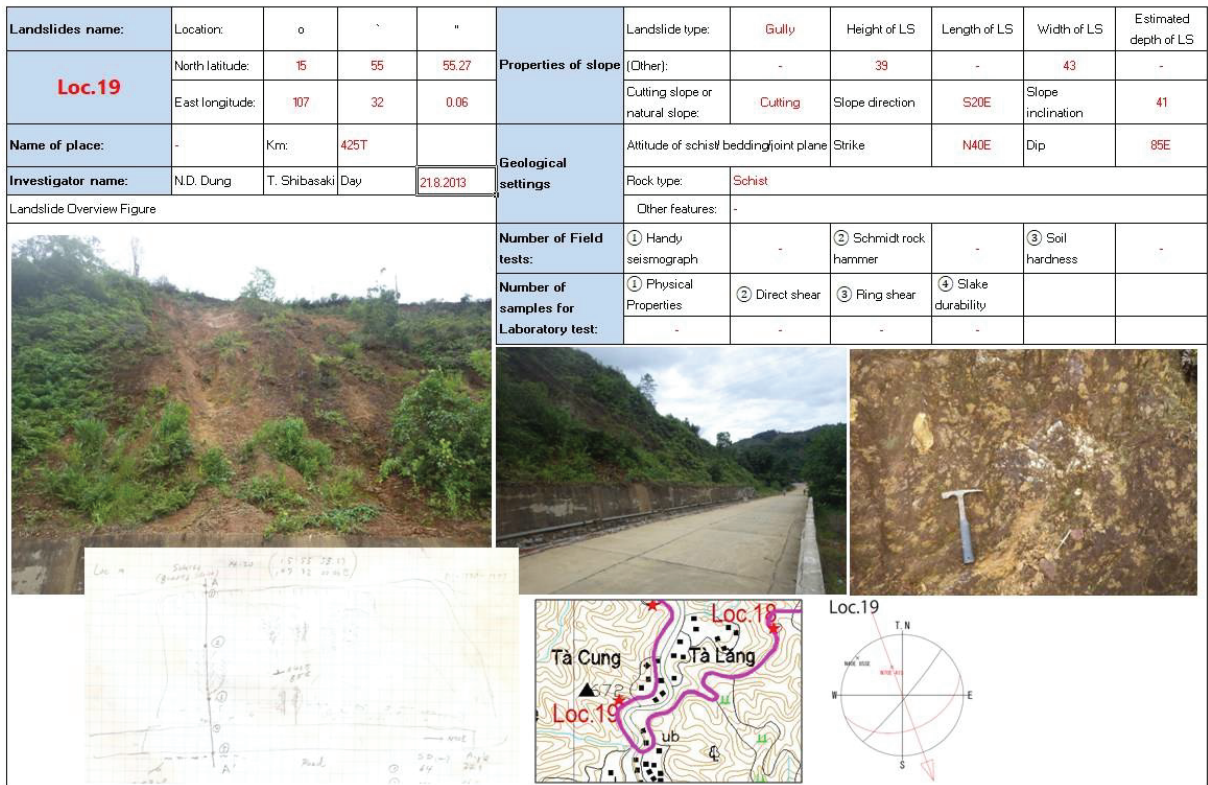 Landslides name:
Location: o ` "
Loc.19
North latitude: 15 55 55.27
East longitude: 107 32 0.06
Name of place: - Km: 425T
Investigator name: N.D. Dung T. Shibasaki Day 21.8.2013
Landslide Overview Figure
Properties of slope
Landslide type: Gully Height of LS Length of LS Width of LS Estimated depth of LS
(Other): - 39 - 43 -
Cutting slope or natural slope: Cutting Slope direction S20E Slope inclination 41
Geological settings
Attitude of schist/ bedding/joint plane Strike N40E Dip 85E
Rock type: Schist
Other features: -
Number of Field tests:
① Handy seismograph - ② Schmidt rock hammer - ③ Soil hardness -
Number of samples for Laboratory test:
① Physical Properties ② Direct shear ③ Ring shear ④ Slake durability
- - - -
A
A'
Road
Loc.18
Tà Cung
Tà Lăng
672
Loc.19
ub
Loc.19
T.N
W
E
S